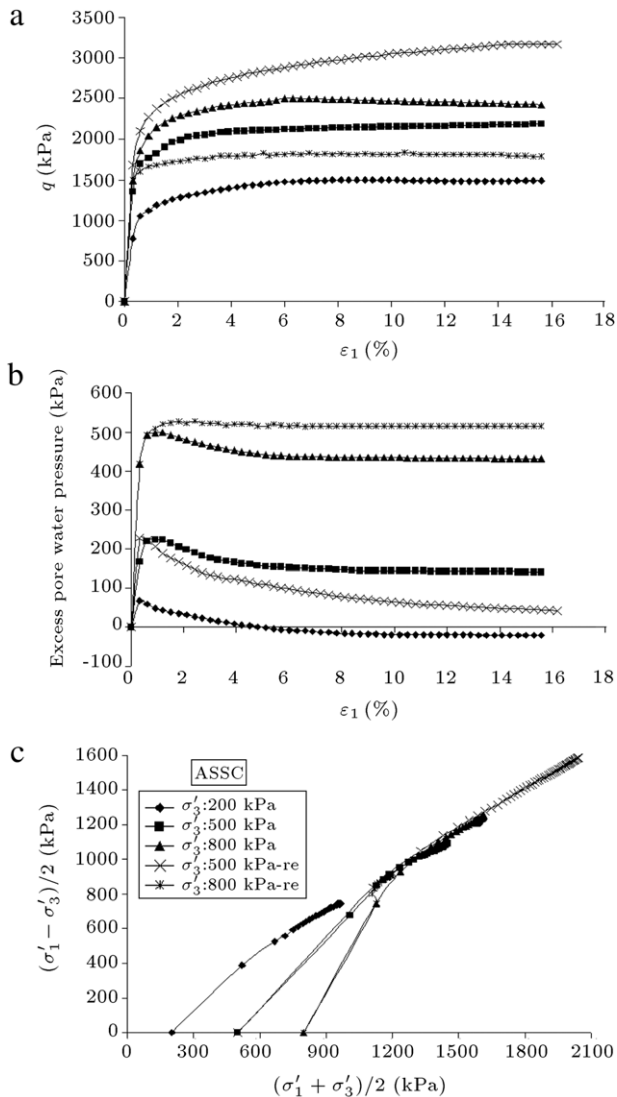 a
3500
3000
2500
2000
1500
1000
500
0
q (kPa)
0 2 4 6 8 10 12 14 16 18
ε₁ (%)
b
600
500
400
300
200
100
0
-100
Excess pore water pressure (kPa)
0 2 4 6 8 10 12 14 16 18
ε₁ (%)
c
1600
1400
1200
1000
800
600
400
200
0
(σ′₁ − σ′₃)/2 (kPa)
ASSC
σ′₃:200 kPa
σ′₃:500 kPa
σ′₃:800 kPa
σ′₃:500 kPa-re
σ′₃:800 kPa-re
0 300 600 900 1200 1500 1800 2100
(σ′₁ + σ′₃)/2 (kPa)